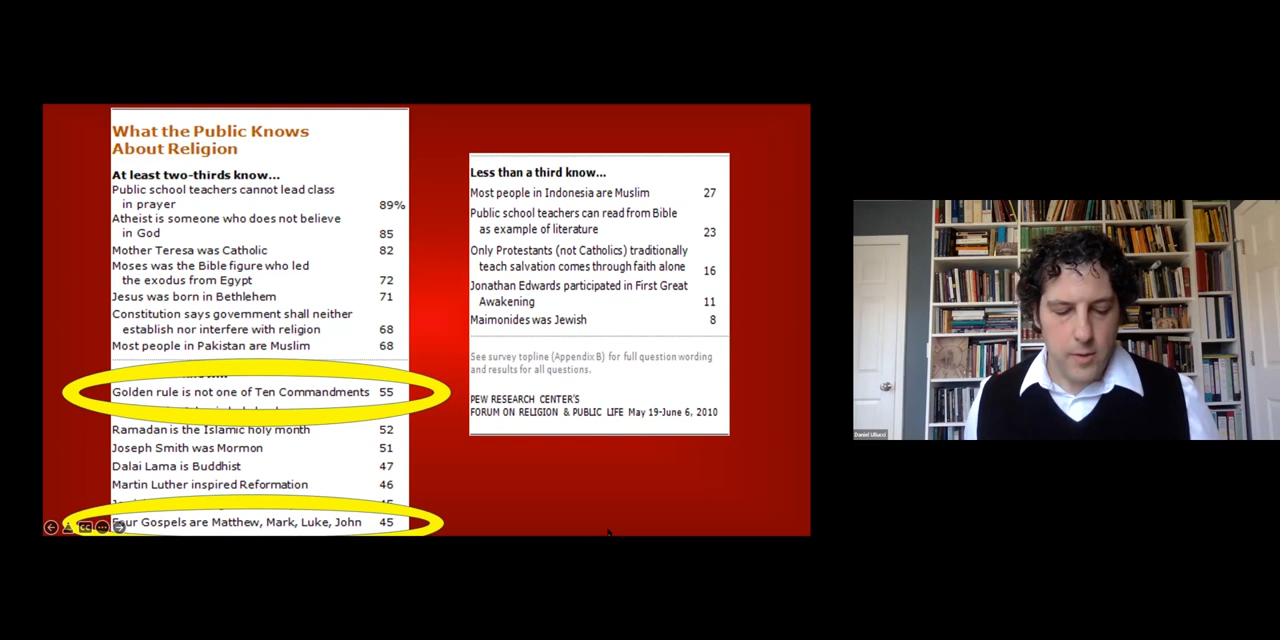 What the Public Knows
About Religion
At least two-thirds know...
Public school teachers cannot lead class
in prayer 89%
Atheist is someone who does not believe
in God 85
Mother Teresa was Catholic 82
Moses was the Bible figure who led
the exodus from Egypt 72
Jesus was born in Bethlehem 71
Constitution says government shall neither
establish nor interfere with religion 68
Most people in Pakistan are Muslim 68
Golden rule is not one of Ten Commandments 55
Ramadan is the Islamic holy month 52
Joseph Smith was Mormon 51
Dalai Lama is Buddhist 47
Martin Luther inspired Reformation 46
45
Four Gospels are Matthew, Mark, Luke, John 45
Less than a third know...
Most people in Indonesia are Muslim 27
Public school teachers can read from Bible
as example of literature 23
Only Protestants (not Catholics) traditionally
teach salvation comes through faith alone 16
Jonathan Edwards participated in First Great
Awakening 11
Maimonides was Jewish 8
See survey topline (Appendix B) for full question wording
and results for all questions.
PEW RESEARCH CENTER'S
FORUM ON RELIGION & PUBLIC LIFE May 19-June 6, 2010
Daniel Ullucci